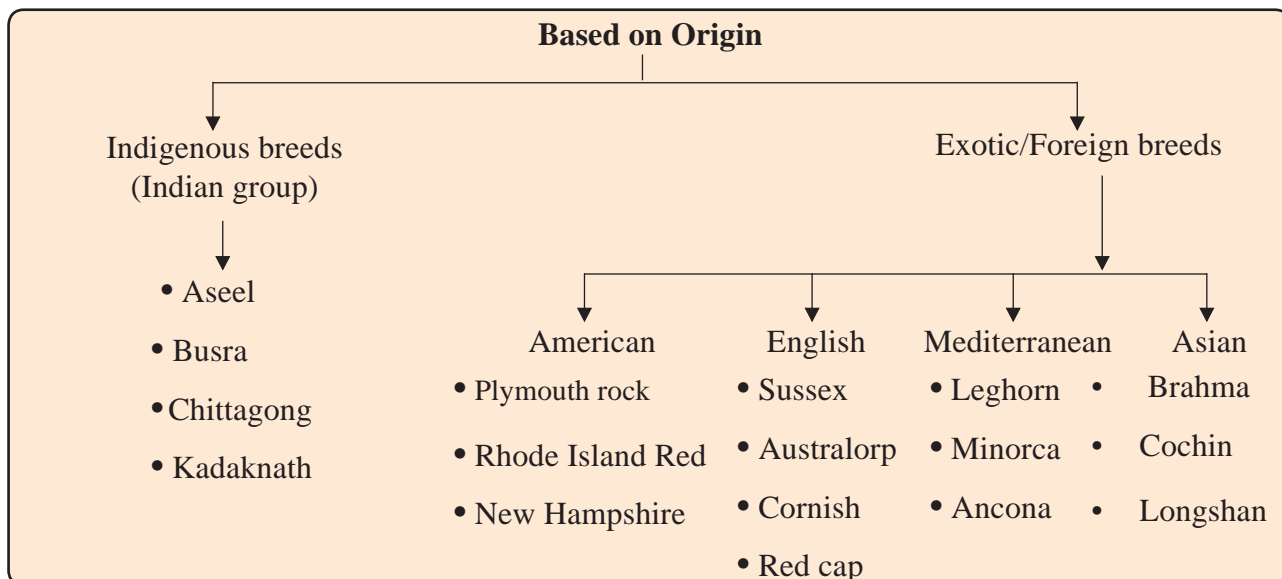 Based on Origin
Indigenous breeds
(Indian group)
• Aseel
• Busra
• Chittagong
• Kadaknath
Exotic/Foreign breeds
American
• Plymouth rock
• Rhode Island Red
• New Hampshire
English
• Sussex
• Australorp
• Cornish
• Red cap
Mediterranean
• Leghorn
• Minorca
• Ancona
Asian
• Brahma
• Cochin
• Longshan